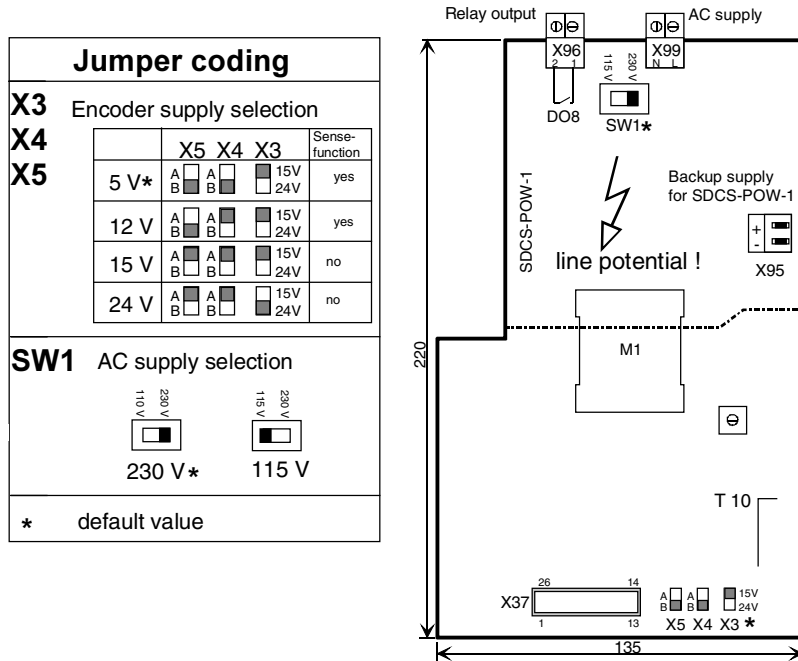 Jumper coding
X3 Encoder supply selection
X4
X5
X5 X4 X3 Sense-
function
5 V* A B A B 15V 24V yes
12 V A B A B 15V 24V yes
15 V A B A B 15V 24V no
24 V A B A B 15V 24V no
SW1 AC supply selection
110 V 230 V 115 V 230 V
230 V* 115 V
* default value
Relay output AC supply
X96 X99
2 1 N L
115 V 230 V
DO8 SW1*
SDCS-POW-1
Backup supply
for SDCS-POW-1
+
-
X95
line potential !
M1
220
T 10
26 14
X37
1 13
A B A B 15V 24V
X5 X4 X3 *
135